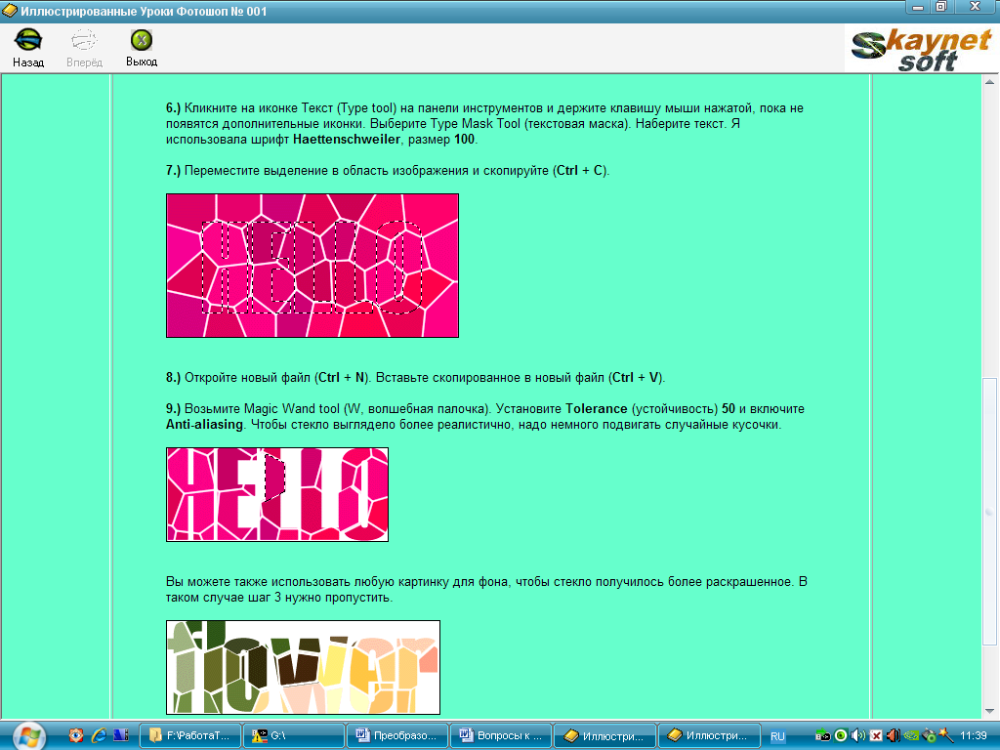 Иллюстрированные Уроки Фотошоп № 001
Назад
Вперёд
Выход
Skaynet
soft
6.) Кликните на иконке Текст (Type tool) на панели инструментов и держите клавишу мыши нажатой, пока не
появятся дополнительные иконки. Выберите Type Mask Tool (текстовая маска). Наберите текст. Я
использовала шрифт Haettenschweiler, размер 100.
7.) Переместите выделение в область изображения и скопируйте (Ctrl + C).
HELLO
8.) Откройте новый файл (Ctrl + N). Вставьте скопированное в новый файл (Ctrl + V).
9.) Возьмите Magic Wand tool (W, волшебная палочка). Установите Tolerance (устойчивость) 50 и включите
Anti-aliasing. Чтобы стекло выглядело более реалистично, надо немного подвигать случайные кусочки.
HELLO
Вы можете также использовать любую картинку для фона, чтобы стекло получилось более раскрашенное. В
таком случае шаг 3 нужно пропустить.
flower
F:\РаботаТ...
G:\
Преобразо...
Вопросы к ...
Иллюстри...
Иллюстри...
RU
11:39